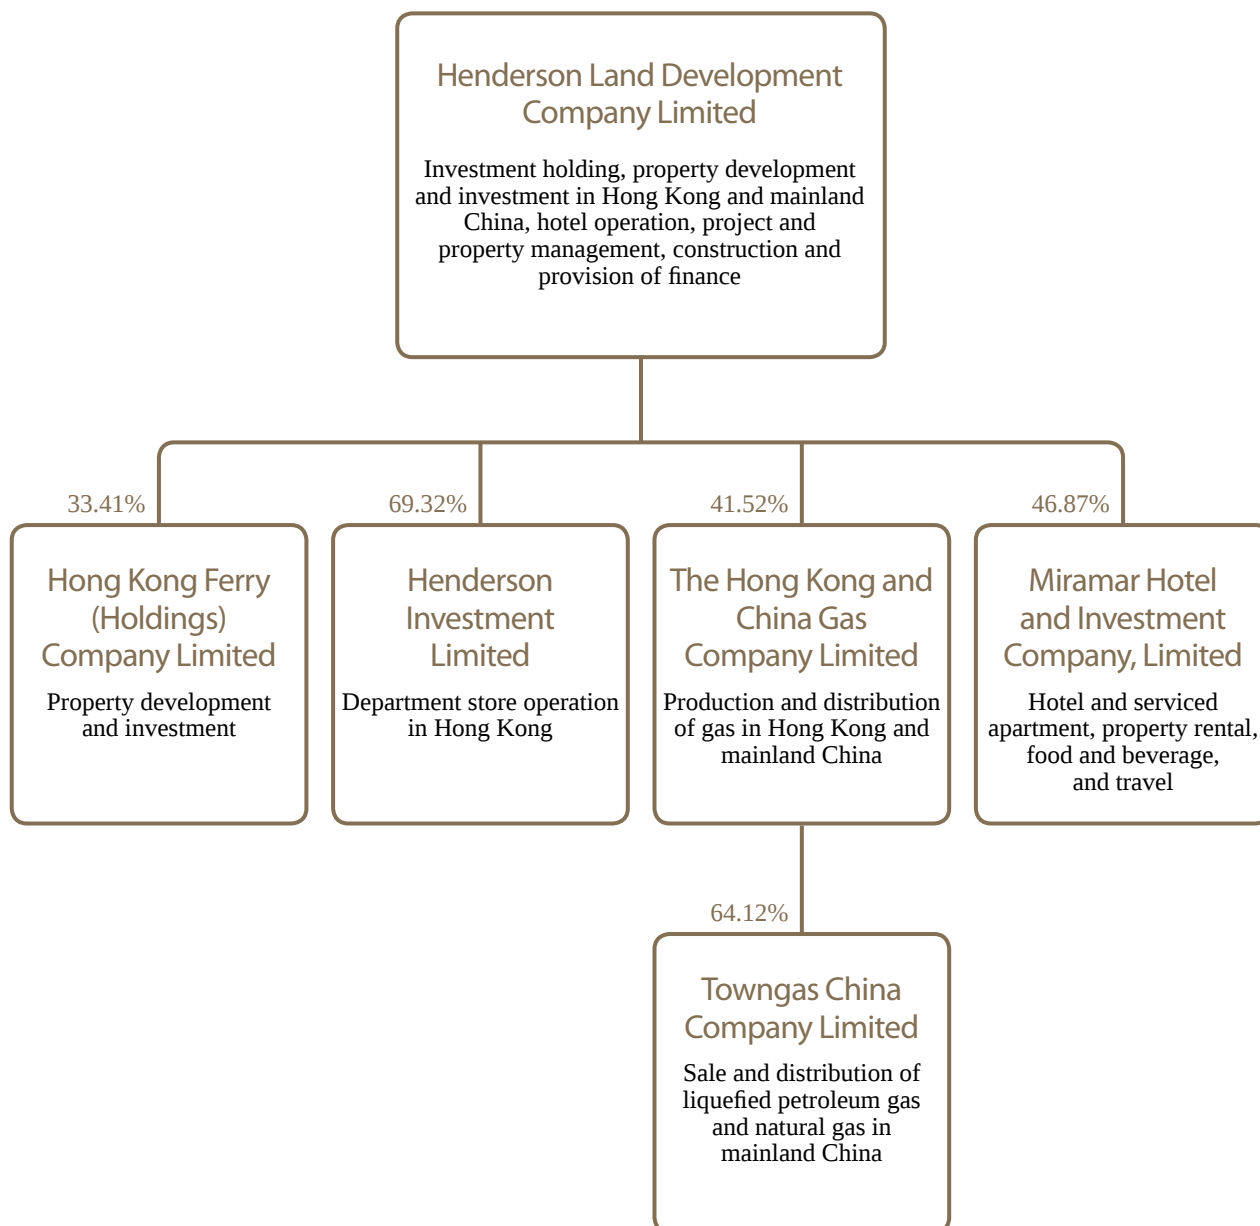 Henderson Land Development
Company Limited
Investment holding, property development
and investment in Hong Kong and mainland
China, hotel operation, project and
property management, construction and
provision of finance
33.41%
Hong Kong Ferry
(Holdings)
Company Limited
Property development
and investment
69.32%
Henderson
Investment
Limited
Department store operation
in Hong Kong
41.52%
The Hong Kong and
China Gas
Company Limited
Production and distribution
of gas in Hong Kong and
mainland China
46.87%
Miramar Hotel
and Investment
Company, Limited
Hotel and serviced
apartment, property rental,
food and beverage,
and travel
64.12%
Towngas China
Company Limited
Sale and distribution of
liquefied petroleum gas
and natural gas in
mainland China